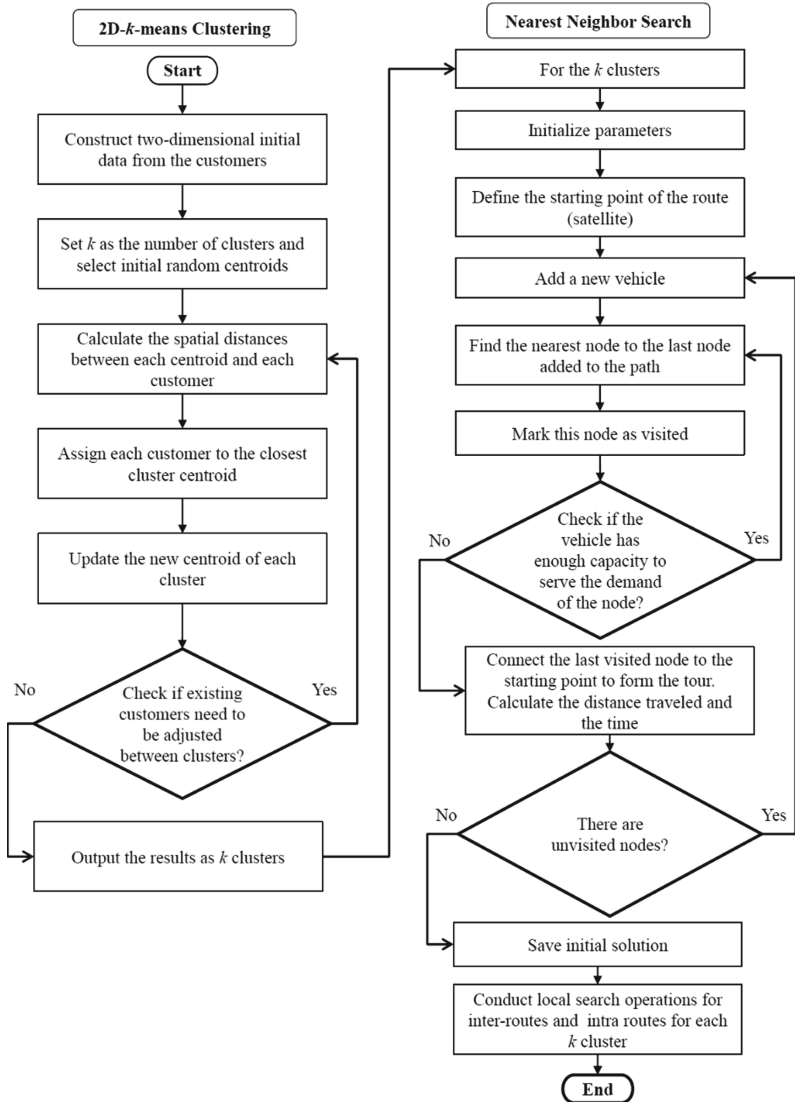 2D-k-means Clustering
Start
Construct two-dimensional initial
data from the customers
Set k as the number of clusters and
select initial random centroids
Calculate the spatial distances
between each centroid and each
customer
Assign each customer to the closest
cluster centroid
Update the new centroid of each
cluster
No
Yes
Check if existing
customers need to
be adjusted
between clusters?
Output the results as k clusters
Nearest Neighbor Search
For the k clusters
Initialize parameters
Define the starting point of the route
(satellite)
Add a new vehicle
Find the nearest node to the last node
added to the path
Mark this node as visited
No
Yes
Check if the
vehicle has
enough capacity to
serve the demand
of the node?
Connect the last visited node to the
starting point to form the tour.
Calculate the distance traveled and
the time
No
Yes
There are
unvisited nodes?
Save initial solution
Conduct local search operations for
inter-routes and intra routes for each
k cluster
End